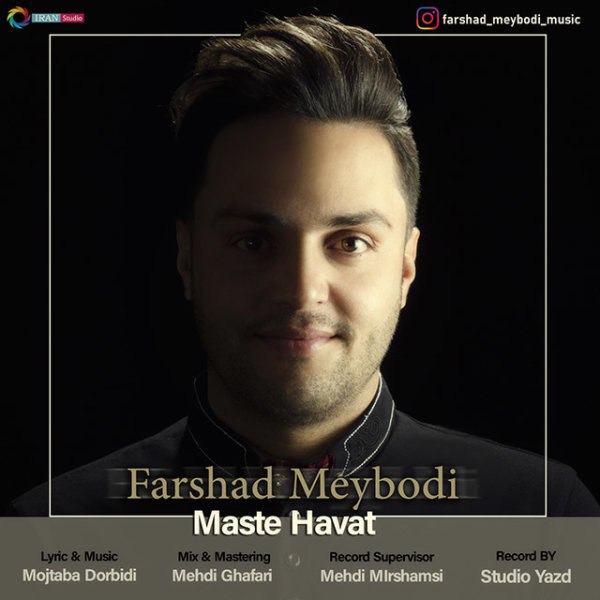 IRAN Studio
farshad_meybodi_music
Farshad Meybodi
Maste Havat
Lyric & Music
Mojtaba Dorbidi
Mix & Mastering
Mehdi Ghafari
Record Supervisor
Mehdi MIrshamsi
Record BY
Studio Yazd